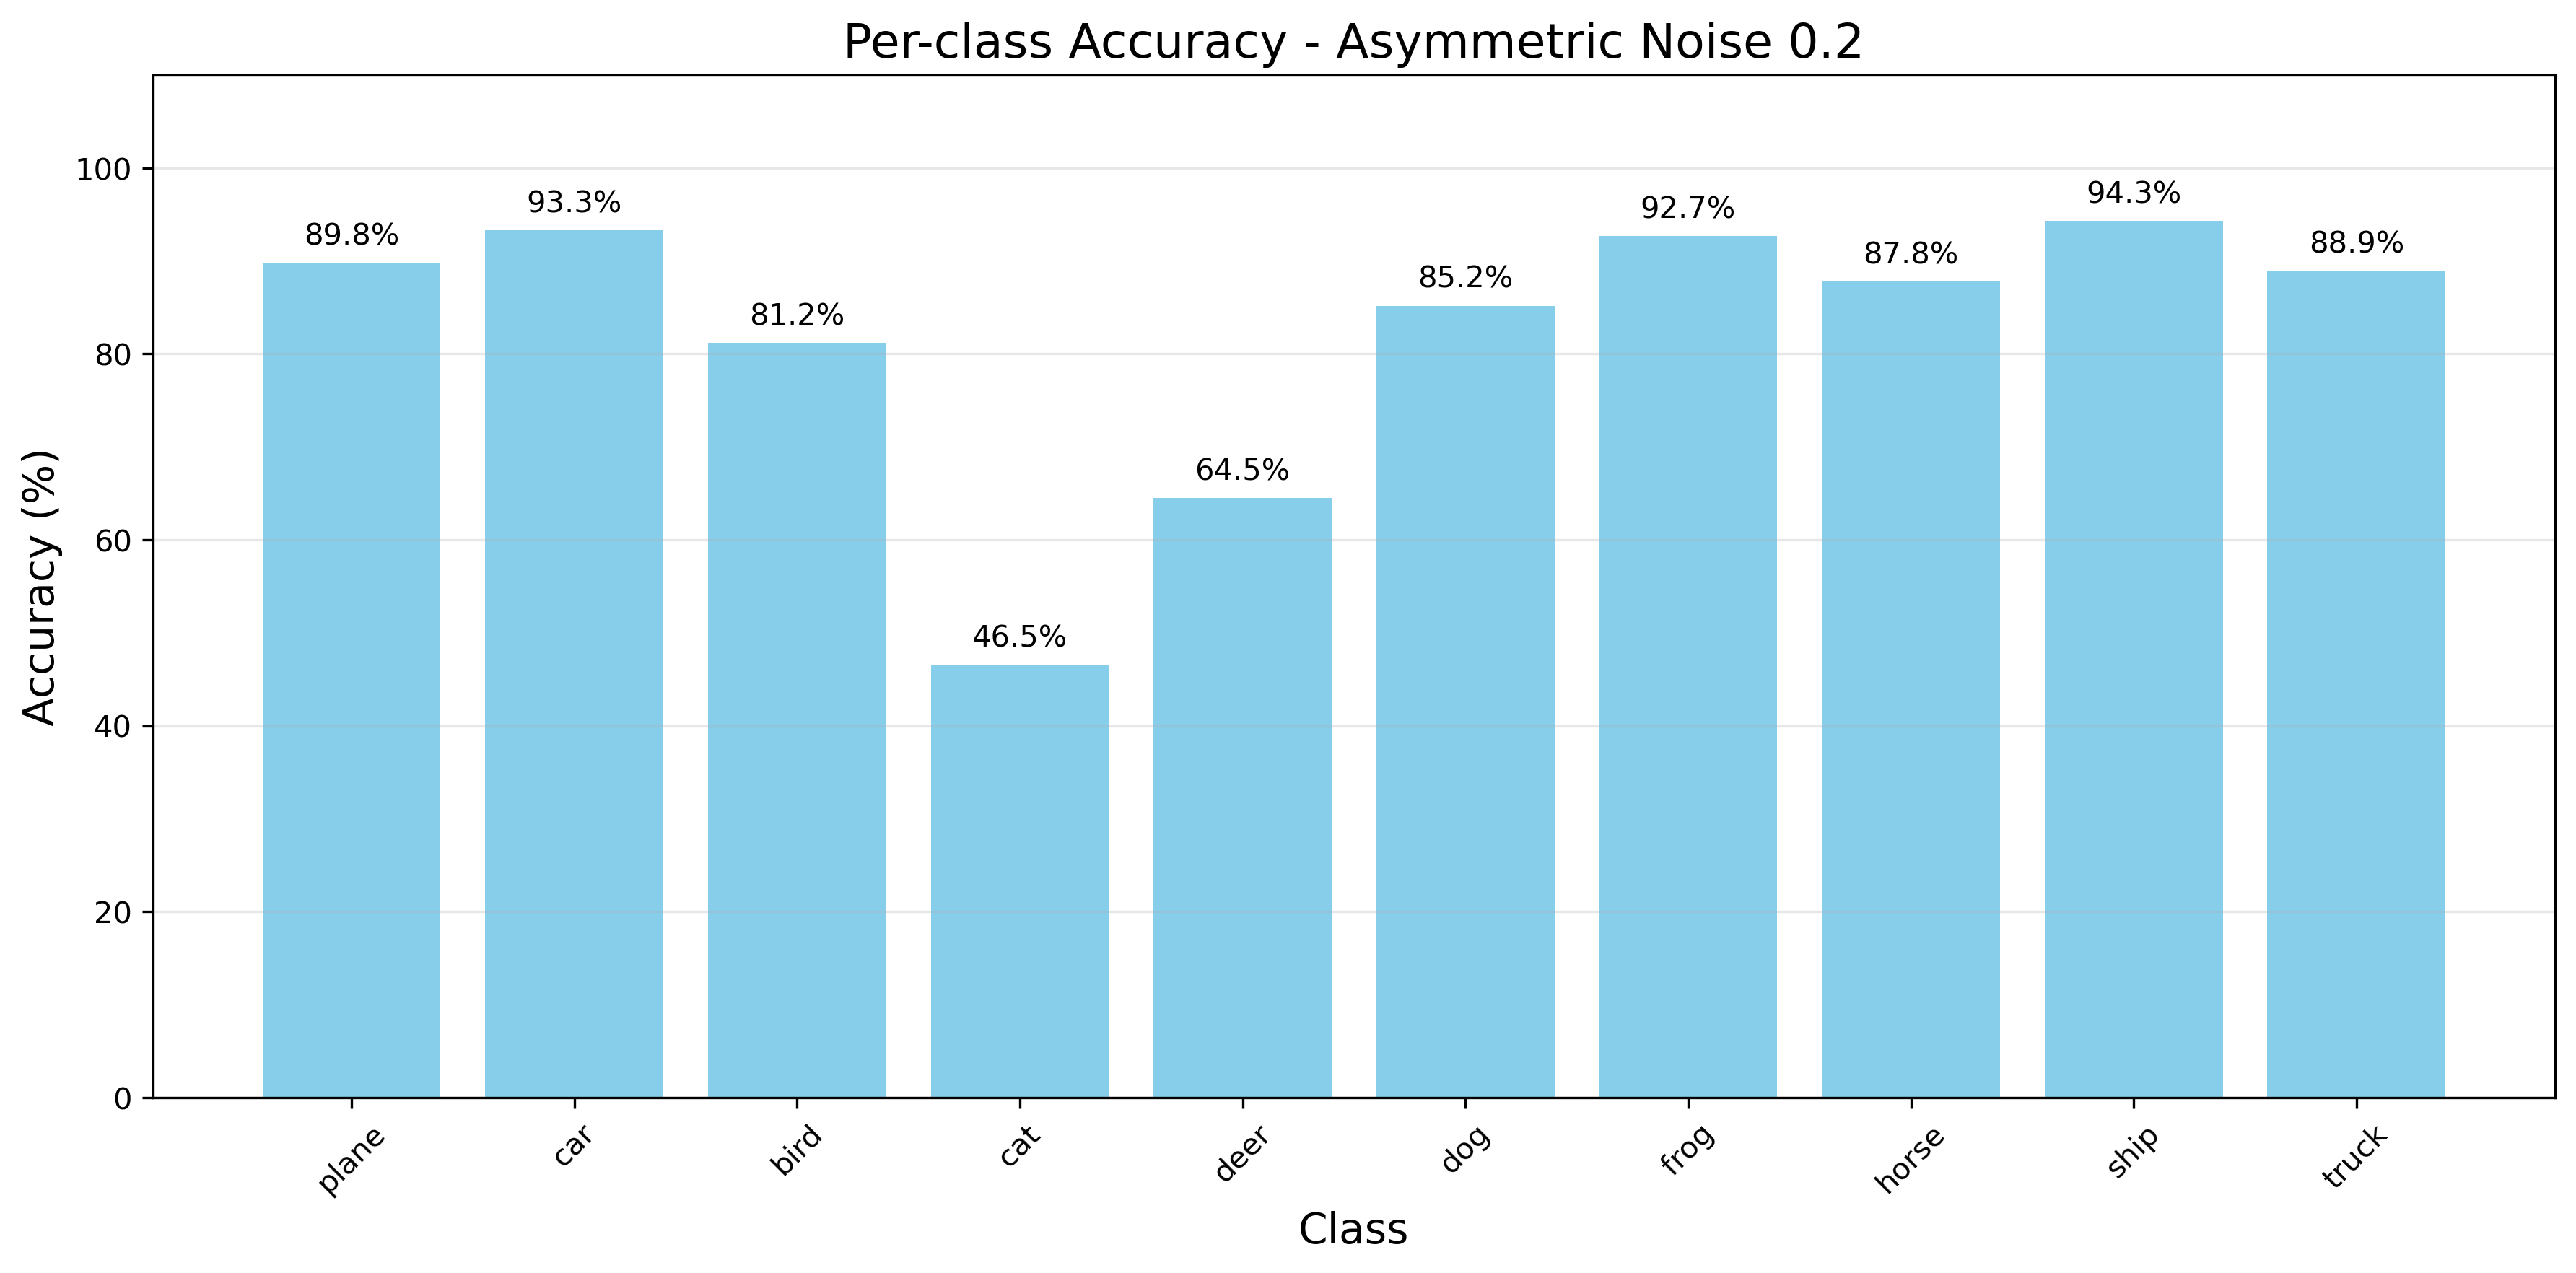 Per-class Accuracy - Asymmetric Noise 0.2
Accuracy (%)
100
80
60
40
20
0
89.8%
93.3%
81.2%
46.5%
64.5%
85.2%
92.7%
87.8%
94.3%
88.9%
plane
car
bird
cat
deer
dog
frog
horse
ship
truck
Class